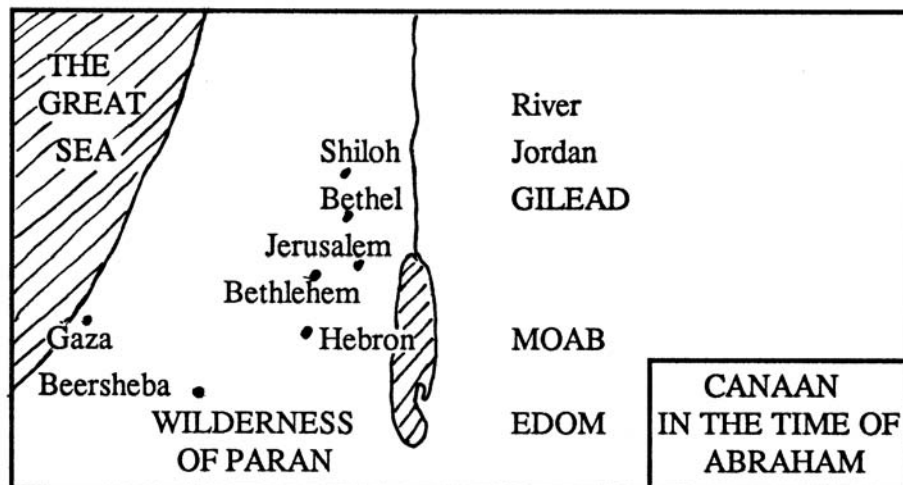 THE
GREAT
SEA
River
Shiloh
Jordan
Bethel
GILEAD
Jerusalem
Bethlehem
Gaza
Hebron
MOAB
Beersheba
WILDERNESS
OF PARAN
EDOM
CANAAN
IN THE TIME OF
ABRAHAM